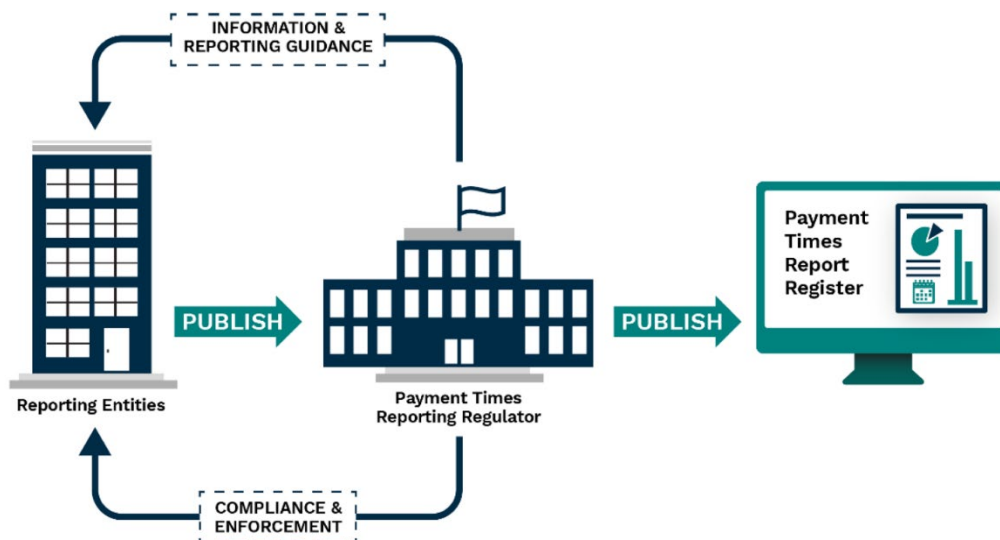 INFORMATION &
REPORTING GUIDANCE
Payment
Times
Report
Register
PUBLISH
PUBLISH
Reporting Entities
Payment Times
Reporting Regulator
COMPLIANCE &
ENFORCEMENT